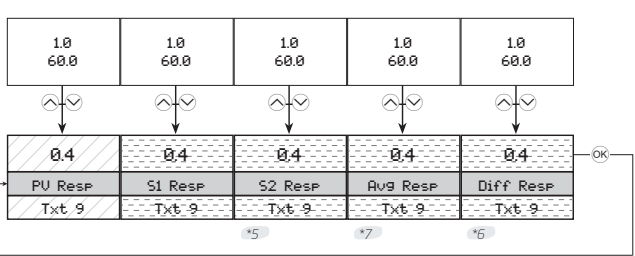 1.0 1.0 1.0 1.0 1.0
60.0 60.0 60.0 60.0 60.0
0.4 0.4 0.4 0.4 0.4 OK
PV Resp S1 Resp S2 Resp Avg Resp Diff Resp
Txt 9 Txt 9 Txt 9 Txt 9 Txt 9
*5 *7 *6